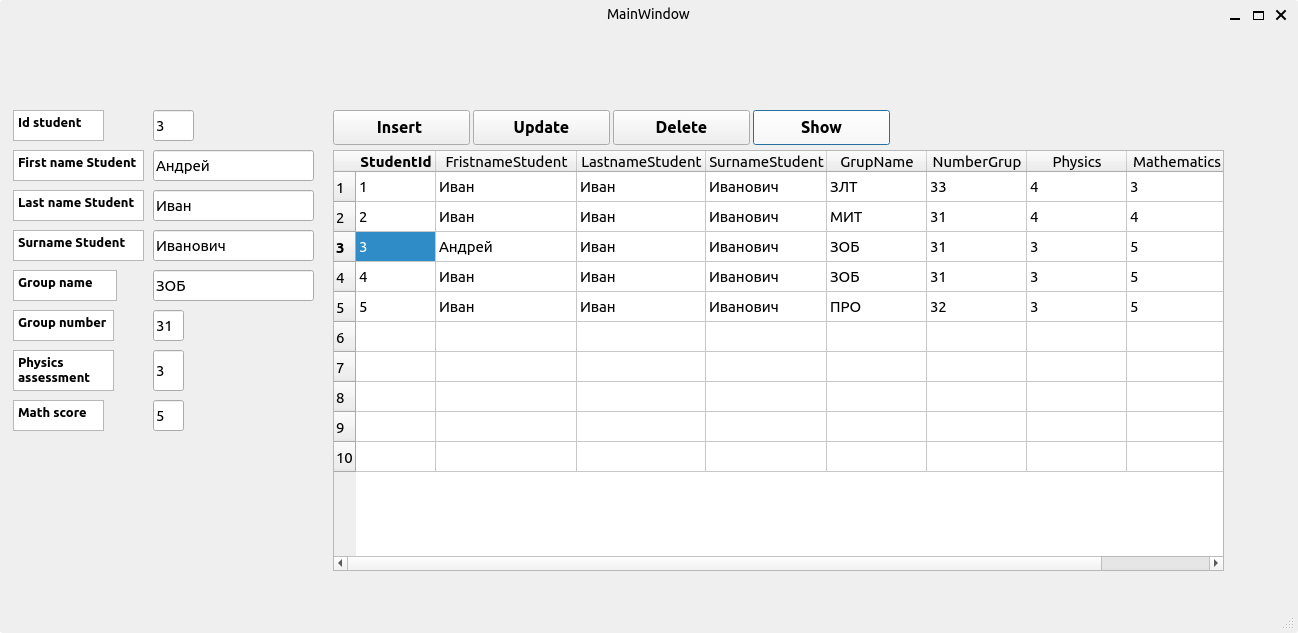 MainWindow
Id student
3
First name Student
Андрей
Last name Student
Иван
Surname Student
Иванович
Group name
ЗОБ
Group number
31
Physics
assessment
3
Math score
5
Insert Update Delete Show
StudentId FristnameStudent LastnameStudent SurnameStudent GrupName NumberGrup Physics Mathematics
1 1 Иван Иван Иванович ЗЛТ 33 4 3
2 2 Иван Иван Иванович МИТ 31 4 4
3 3 Андрей Иван Иванович ЗОБ 31 3 5
4 4 Иван Иван Иванович ЗОБ 31 3 5
5 5 Иван Иван Иванович ПРО 32 3 5
6
7
8
9
10